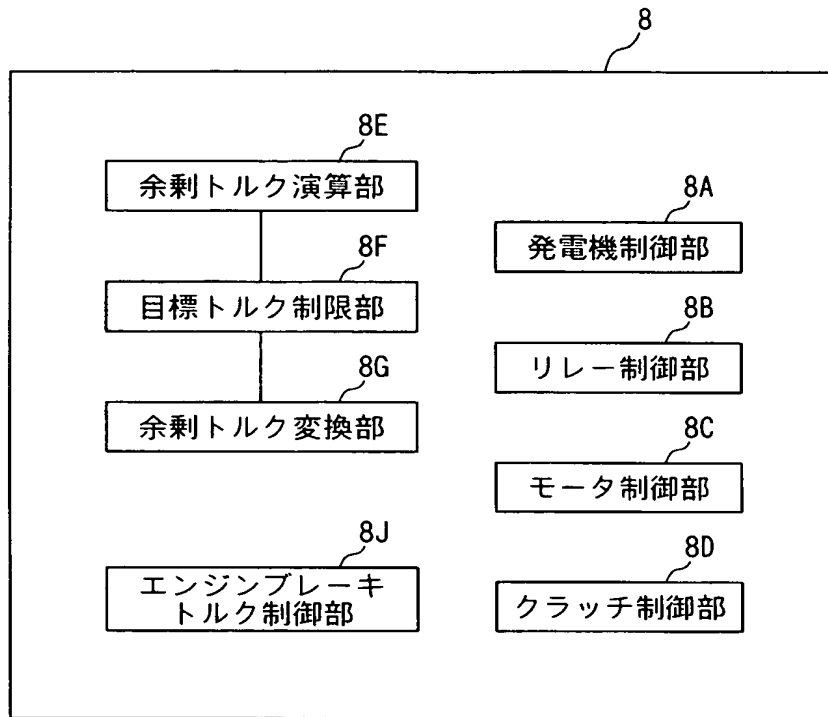 8
8E
余剰トルク演算部
8F
目標トルク制限部
8G
余剰トルク変換部
8J
エンジンブレーキ
トルク制御部
8A
発電機制御部
8B
リレー制御部
8C
モータ制御部
8D
クラッチ制御部